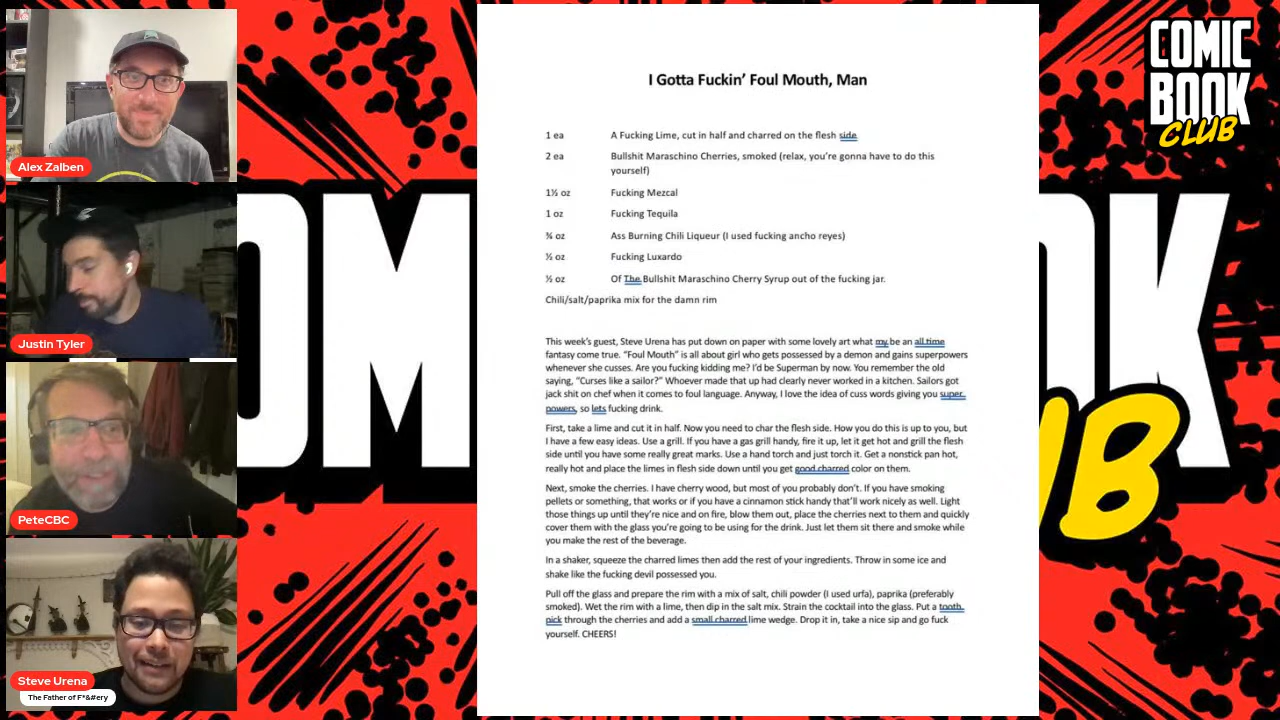 Alex Zalben
Justin Tyler
PeteCBC
Steve Urena
The Father of F*&#ery
I Gotta Fuckin' Foul Mouth, Man
1 ea A Fucking Lime, cut in half and charred on the flesh side
2 ea Bullshit Maraschino Cherries, smoked (relax, you're gonna have to do this
yourself)
1½ oz Fucking Mezcal
1 oz Fucking Tequila
¾ oz Ass Burning Chili Liqueur (I used fucking ancho reyes)
½ oz Fucking Luxardo
½ oz Of The Bullshit Maraschino Cherry Syrup out of the fucking jar.
Chili/salt/paprika mix for the damn rim
This week's guest, Steve Urena has put down on paper with some lovely art what my be an all time
fantasy come true. "Foul Mouth" is all about girl who gets possessed by a demon and gains superpowers
whenever she cusses. Are you fucking kidding me? I'd be Superman by now. You remember the old
saying, "Curses like a sailor?" Whoever made that up had clearly never worked in a kitchen. Sailors got
jack shit on chef when it comes to foul language. Anyway, I love the idea of cuss words giving you super
powers, so lets fucking drink.
First, take a lime and cut it in half. Now you need to char the flesh side. How you do this is up to you, but
I have a few easy ideas. Use a grill. If you have a gas grill handy, fire it up, let it get hot and grill the flesh
side until you have some really great marks. Use a hand torch and just torch it. Get a nonstick pan hot,
really hot and place the limes in flesh side down until you get good charred color on them.
Next, smoke the cherries. I have cherry wood, but most of you probably don't. If you have smoking
pellets or something, that works or if you have a cinnamon stick handy that'll work nicely as well. Light
those things up until they're nice and on fire, blow them out, place the cherries next to them and quickly
cover them with the glass you're going to be using for the drink. Just let them sit there and smoke while
you make the rest of the beverage.
In a shaker, squeeze the charred limes then add the rest of your ingredients. Throw in some ice and
shake like the fucking devil possessed you.
Pull off the glass and prepare the rim with a mix of salt, chili powder (I used urfa), paprika (preferably
smoked). Wet the rim with a lime, then dip in the salt mix. Strain the cocktail into the glass. Put a tooth
pick through the cherries and add a small charred lime wedge. Drop it in, take a nice sip and go fuck
yourself. CHEERS!
COMIC
BOOK
CLUB
OM
OK
UB